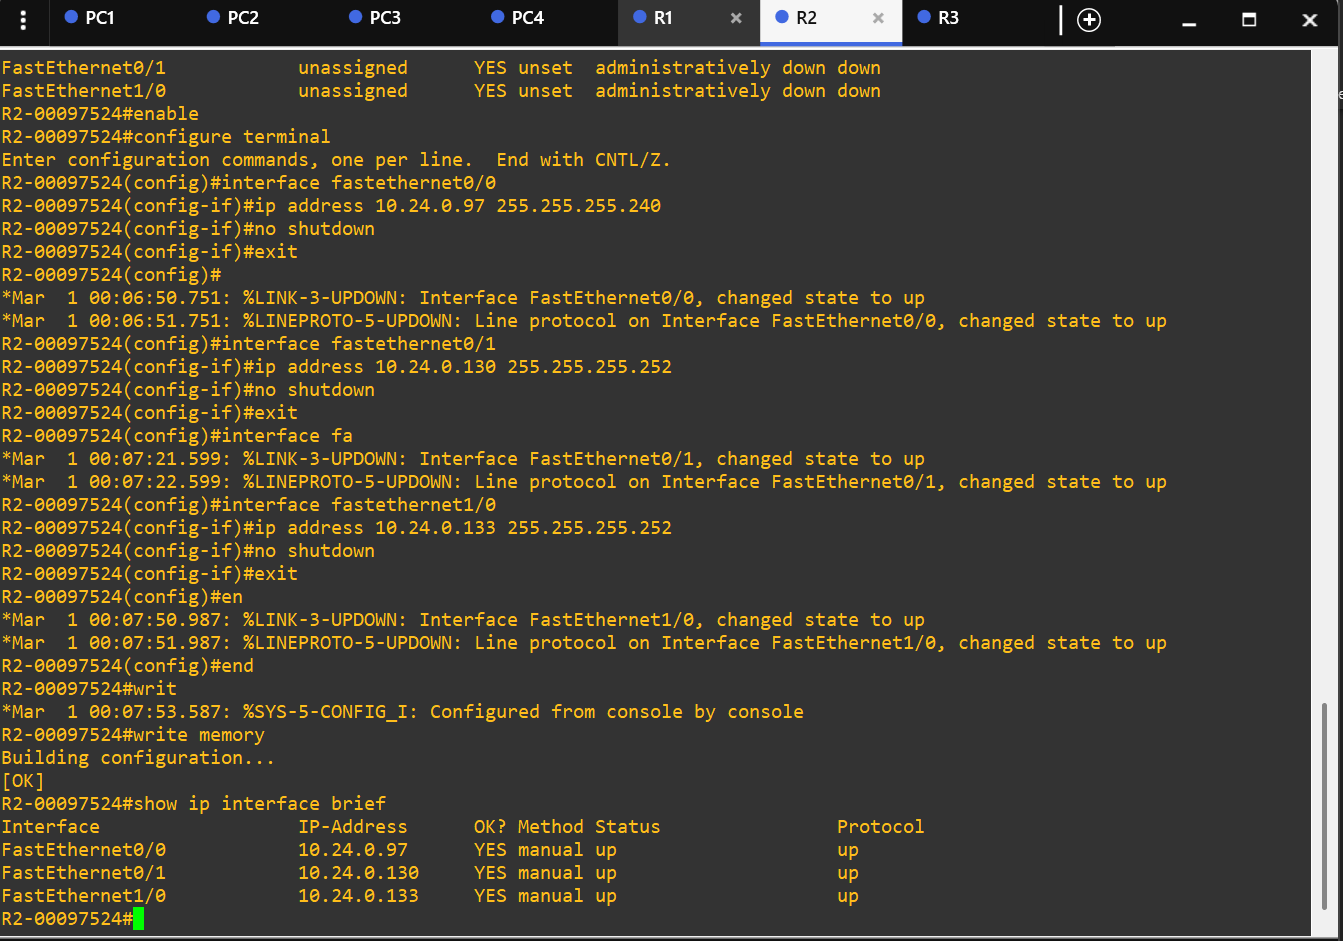 PC1 PC2 PC3 PC4 R1 × R2 × R3
FastEthernet0/1            unassigned      YES unset  administratively down down
FastEthernet1/0            unassigned      YES unset  administratively down down
R2-00097524#enable
R2-00097524#configure terminal
Enter configuration commands, one per line.  End with CNTL/Z.
R2-00097524(config)#interface fastethernet0/0
R2-00097524(config-if)#ip address 10.24.0.97 255.255.255.240
R2-00097524(config-if)#no shutdown
R2-00097524(config-if)#exit
R2-00097524(config)#
*Mar  1 00:06:50.751: %LINK-3-UPDOWN: Interface FastEthernet0/0, changed state to up
*Mar  1 00:06:51.751: %LINEPROTO-5-UPDOWN: Line protocol on Interface FastEthernet0/0, changed state to up
R2-00097524(config)#interface fastethernet0/1
R2-00097524(config-if)#ip address 10.24.0.130 255.255.255.252
R2-00097524(config-if)#no shutdown
R2-00097524(config-if)#exit
R2-00097524(config)#interface fa
*Mar  1 00:07:21.599: %LINK-3-UPDOWN: Interface FastEthernet0/1, changed state to up
*Mar  1 00:07:22.599: %LINEPROTO-5-UPDOWN: Line protocol on Interface FastEthernet0/1, changed state to up
R2-00097524(config)#interface fastethernet1/0
R2-00097524(config-if)#ip address 10.24.0.133 255.255.255.252
R2-00097524(config-if)#no shutdown
R2-00097524(config-if)#exit
R2-00097524(config)#en
*Mar  1 00:07:50.987: %LINK-3-UPDOWN: Interface FastEthernet1/0, changed state to up
*Mar  1 00:07:51.987: %LINEPROTO-5-UPDOWN: Line protocol on Interface FastEthernet1/0, changed state to up
R2-00097524(config)#end
R2-00097524#writ
*Mar  1 00:07:53.587: %SYS-5-CONFIG_I: Configured from console by console
R2-00097524#write memory
Building configuration...
[OK]
R2-00097524#show ip interface brief
Interface                  IP-Address      OK? Method Status                Protocol
FastEthernet0/0            10.24.0.97      YES manual up                    up
FastEthernet0/1            10.24.0.130     YES manual up                    up
FastEthernet1/0            10.24.0.133     YES manual up                    up
R2-00097524#